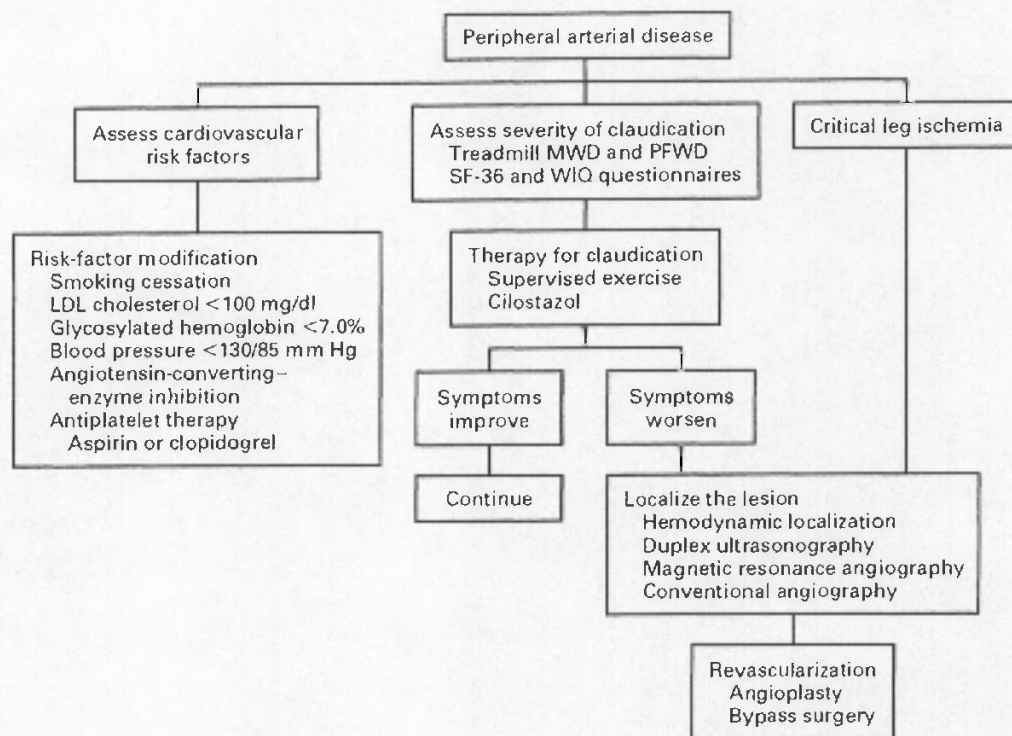 Peripheral arterial disease
Assess cardiovascular
risk factors
Assess severity of claudication
Treadmill MWD and PFWD
SF-36 and WIQ questionnaires
Critical leg ischemia
Risk-factor modification
Smoking cessation
LDL cholesterol <100 mg/dl
Glycosylated hemoglobin <7.0%
Blood pressure <130/85 mm Hg
Angiotensin-converting–
enzyme inhibition
Antiplatelet therapy
Aspirin or clopidogrel
Therapy for claudication
Supervised exercise
Cilostazol
Symptoms
improve
Symptoms
worsen
Continue
Localize the lesion
Hemodynamic localization
Duplex ultrasonography
Magnetic resonance angiography
Conventional angiography
Revascularization
Angioplasty
Bypass surgery